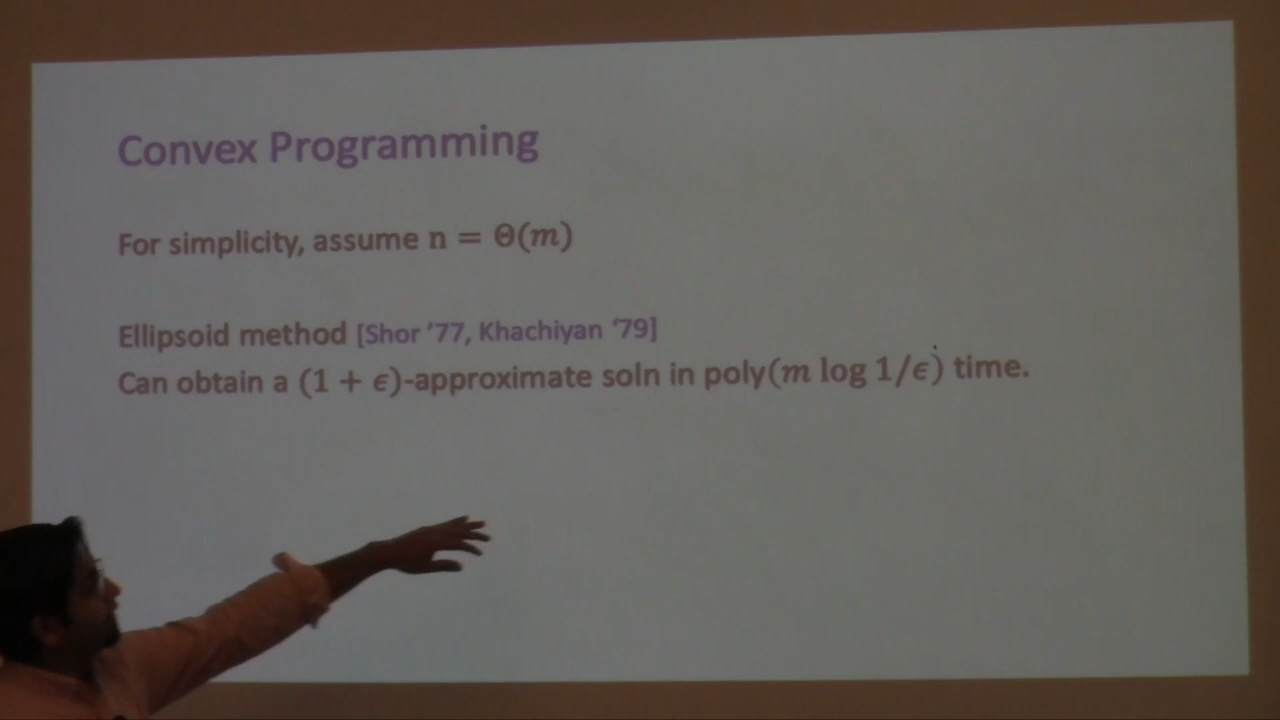 Convex Programming
For simplicity, assume n = Θ(m)
Ellipsoid method [Shor ’77, Khachiyan ‘79]
Can obtain a (1 + ϵ)-approximate soln in poly(m log 1/ϵ) time.